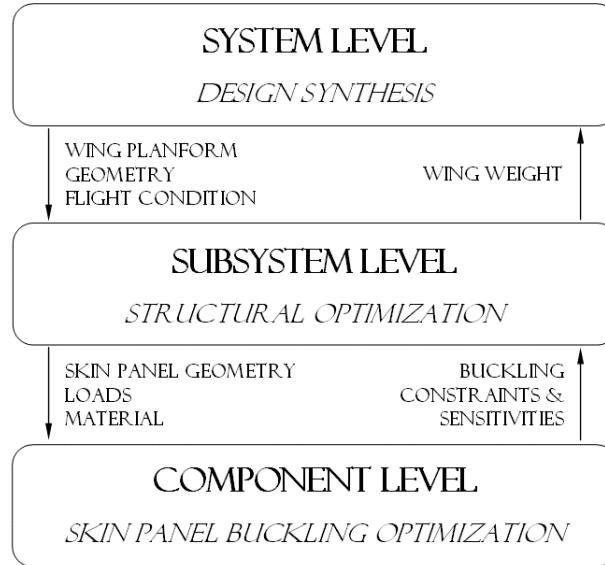 SYSTEM LEVEL
DESIGN SYNTHESIS
WING PLANFORM
GEOMETRY
FLIGHT CONDITION
WING WEIGHT
SUBSYSTEM LEVEL
STRUCTURAL OPTIMIZATION
SKIN PANEL GEOMETRY
LOADS
MATERIAL
BUCKLING
CONSTRAINTS &
SENSITIVITIES
COMPONENT LEVEL
SKIN PANEL BUCKLING OPTIMIZATION